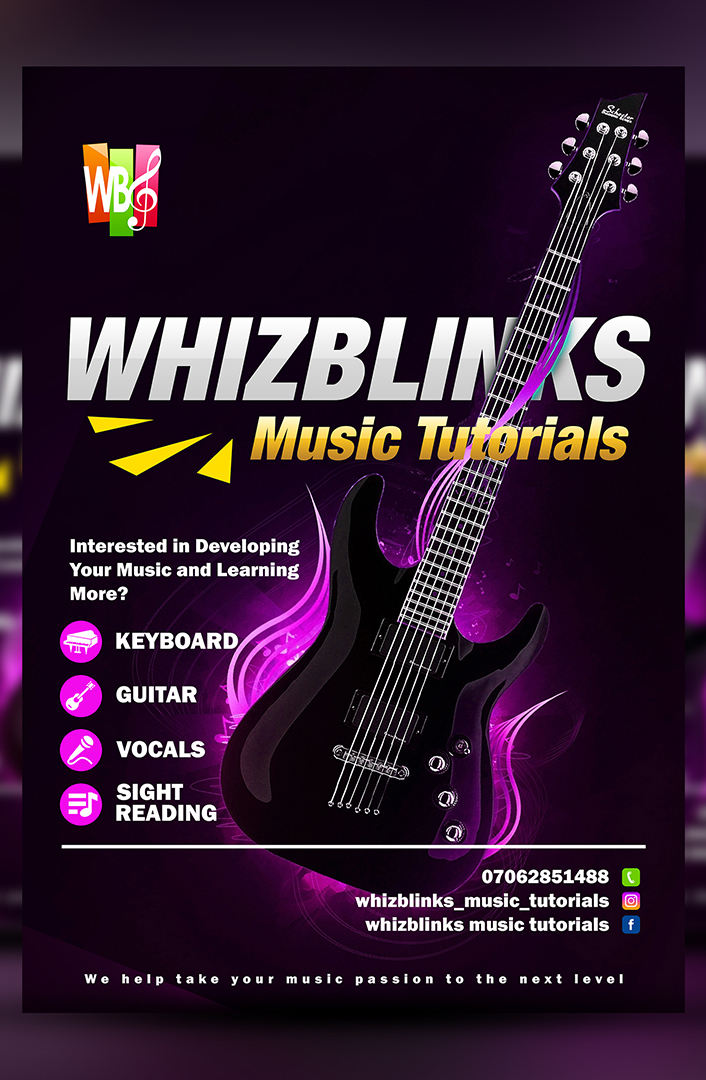 Schecter
WB
WHIZBLINKS
Music Tutorials
Interested in Developing
Your Music and Learning
More?
KEYBOARD
GUITAR
VOCALS
SIGHT
READING
07062851488
whizblinks_music_tutorials
whizblinks music tutorials
We help take your music passion to the next level